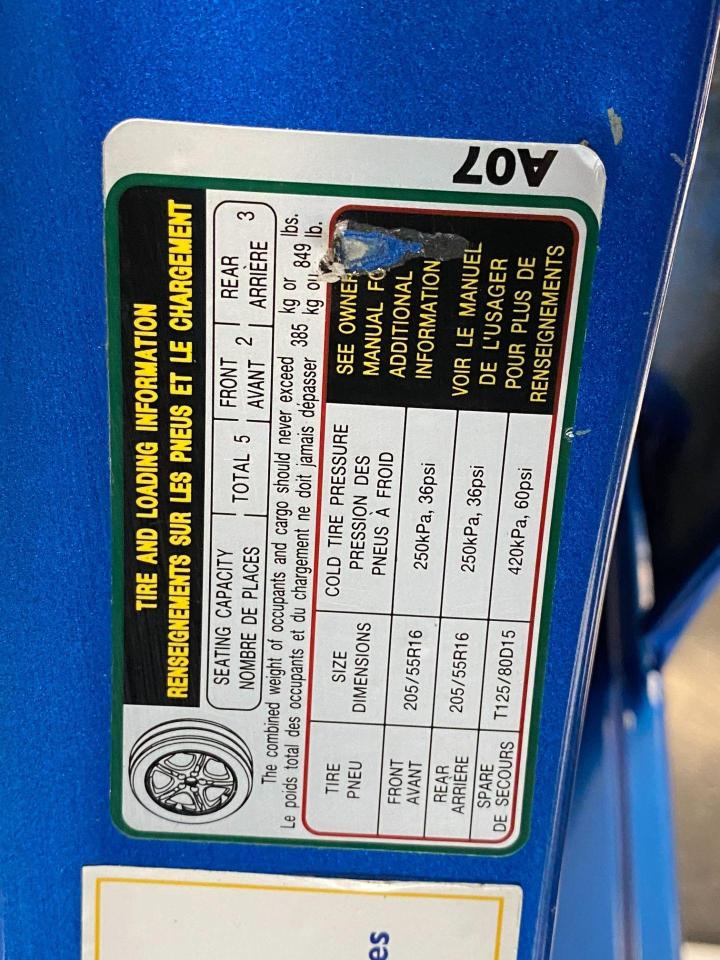 A07
TIRE AND LOADING INFORMATION
RENSEIGNEMENTS SUR LES PNEUS ET LE CHARGEMENT
SEATING CAPACITY
NOMBRE DE PLACES
TOTAL 5
FRONT
AVANT
2
REAR
ARRIÈRE
3
The combined weight of occupants and cargo should never exceed 385 kg or lbs.
Le poids total des occupants et du chargement ne doit jamais dépasser kg ou 849 lb.
TIRE
PNEU
SIZE
DIMENSIONS
COLD TIRE PRESSURE
PRESSION DES
PNEUS À FROID
FRONT
AVANT
205/55R16
250kPa, 36psi
REAR
ARRIÈRE
205/55R16
250kPa, 36psi
SPARE
DE SECOURS
T125/80D15
420kPa, 60psi
SEE
MANUAL
ADDITIONAL
INFORMATION
VOIR LE MANUEL
DE L'USAGER
POUR PLUS DE
RENSEIGNEMENTS
es